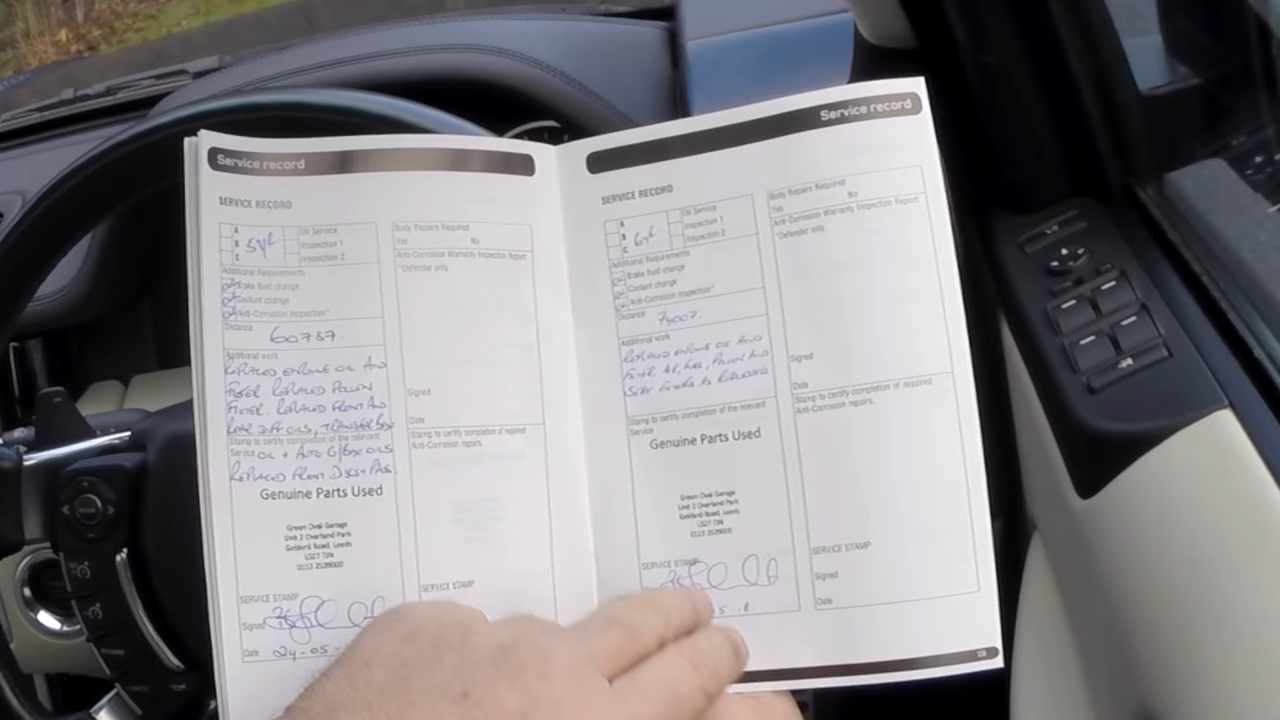 Service record
SERVICE RECORD
A
B
C
5yr
Oil Service
Inspection 1
Inspection 2
Additional Requirements
Brake fluid change
Coolant change
Anti-Corrosion inspection*
Distance
60787
Additional work
REPLACED ENGINE OIL AND
FILTER. REPLACED POLLEN
FILTER. REPLACED FRONT AND
REAR DIFF OILS, TRANSFER BOX
Stamp to certify completion of the relevant
Service
OIL + AUTO G/BOX OILS.
REPLACED FRONT DISCS + PADS.
Genuine Parts Used
Green Oval Garage
Unit 2 Overland Park
Gelderd Road, Leeds
LS27 7JN
0113 2529000
SERVICE STAMP
Signed
Date 24-05-
Body Repairs Required
Yes No
Anti-Corrosion Warranty Inspection Report
*Defender only.
Signed
Date
Stamp to certify completion of required
Anti-Corrosion repairs.
SERVICE STAMP
Service record
SERVICE RECORD
A
B
C
6yr
Oil Service
Inspection 1
Inspection 2
Additional Requirements
Brake fluid change
Coolant change
Anti-Corrosion inspection*
Distance
74007.
Additional work
REPLACED ENGINE OIL AND
FILTER, AIR, FUEL, POLLEN AND
FILTERS AS REQUIRED
Stamp to certify completion of the relevant
Service
Genuine Parts Used
Green Oval Garage
Unit 2 Overland Park
Gelderd Road, Leeds
LS27 7JN
0113 2529000
SERVICE STAMP
Body Repairs Required
Yes No
Anti-Corrosion Warranty Inspection Report
*Defender only.
Signed
Date
Stamp to certify completion of required
Anti-Corrosion repairs.
SERVICE STAMP
Signed
Date